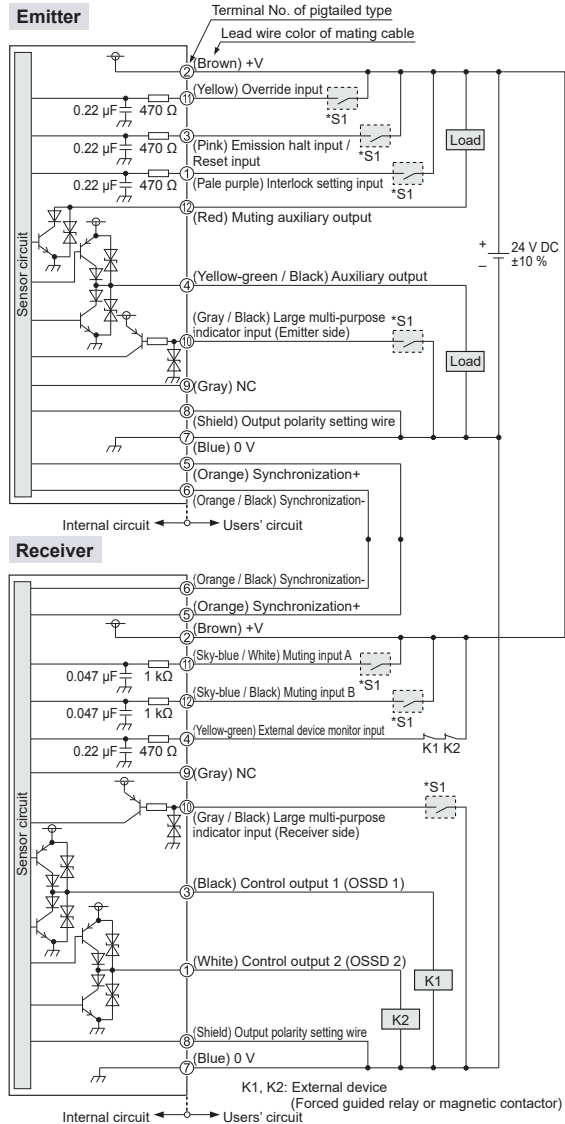 Emitter
Terminal No. of pigtailed type
Lead wire color of mating cable
② (Brown) +V
⑪ (Yellow) Override input
*S1
0.22 µF 470 Ω
③ (Pink) Emission halt input /
Reset input
*S1
0.22 µF 470 Ω
Load
① (Pale purple) Interlock setting input
*S1
0.22 µF 470 Ω
⑫ (Red) Muting auxiliary output
Sensor circuit
+
−
24 V DC
±10 %
④ (Yellow-green / Black) Auxiliary output
(Gray / Black) Large multi-purpose
⑩ indicator input (Emitter side)
*S1
Load
⑨ (Gray) NC
⑧ (Shield) Output polarity setting wire
⑦ (Blue) 0 V
⑤ (Orange) Synchronization+
⑥ (Orange / Black) Synchronization-
Internal circuit Users' circuit
Receiver
⑥ (Orange / Black) Synchronization-
⑤ (Orange) Synchronization+
② (Brown) +V
⑪ (Sky-blue / White) Muting input A
*S1
0.047 µF 1 kΩ
⑫ (Sky-blue / Black) Muting input B
*S1
0.047 µF 1 kΩ
④ (Yellow-green) External device monitor input
K1 K2
0.22 µF 470 Ω
⑨ (Gray) NC
*S1
⑩ (Gray / Black) Large multi-purpose
indicator input (Receiver side)
Sensor circuit
③ (Black) Control output 1 (OSSD 1)
① (White) Control output 2 (OSSD 2)
K1
K2
⑧ (Shield) Output polarity setting wire
⑦ (Blue) 0 V
K1, K2: External device
(Forced guided relay or magnetic contactor)
Internal circuit Users' circuit